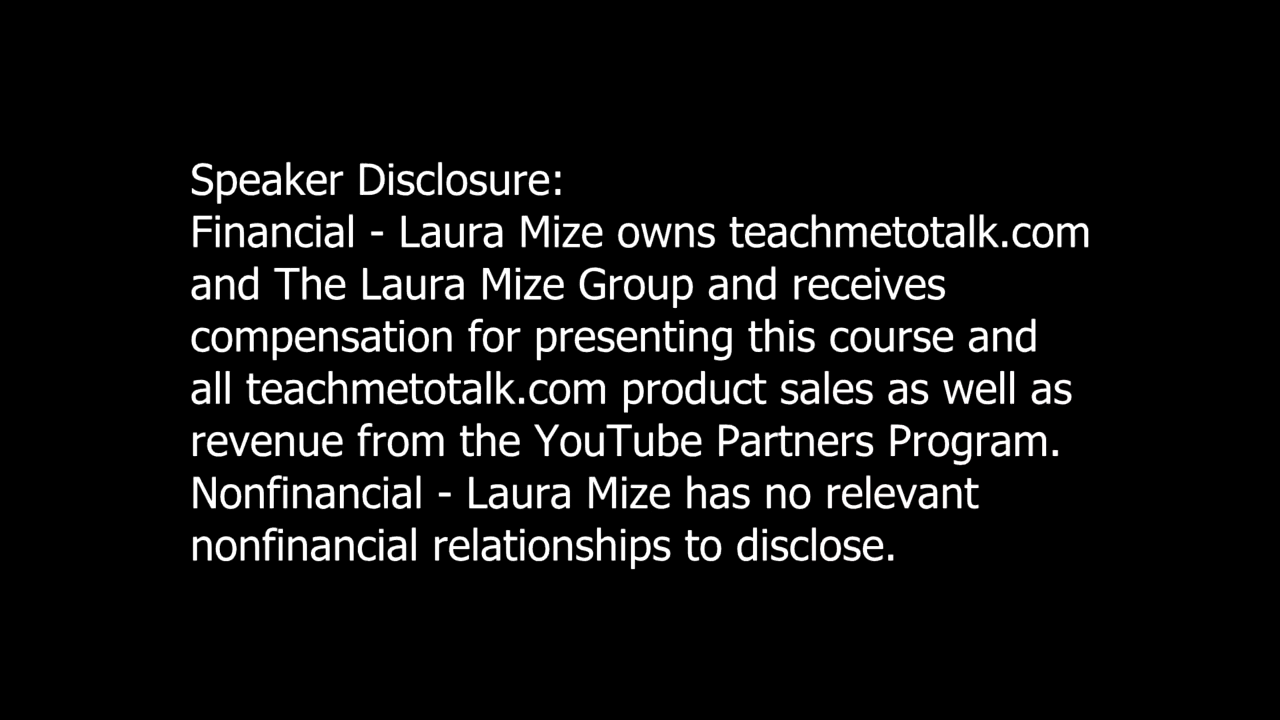 Speaker Disclosure:
Financial - Laura Mize owns teachmetotalk.com
and The Laura Mize Group and receives
compensation for presenting this course and
all teachmetotalk.com product sales as well as
revenue from the YouTube Partners Program.
Nonfinancial - Laura Mize has no relevant
nonfinancial relationships to disclose.